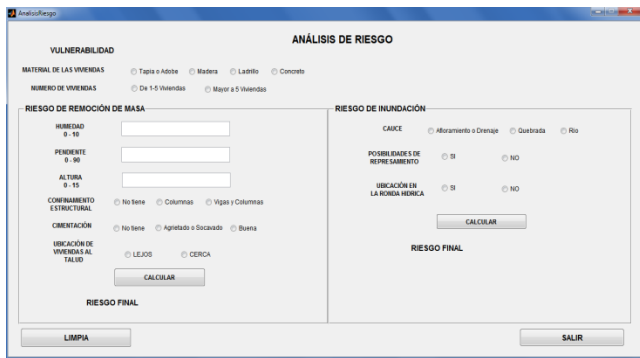 AnalisisRiesgo
ANÁLISIS DE RIESGO
VULNERABILIDAD
MATERIAL DE LAS VIVIENDAS Tapia o Adobe Madera Ladrillo Concreto
NUMERO DE VIVIENDAS De 1-5 Viviendas Mayor a 5 Viviendas
RIESGO DE REMOCIÓN DE MASA
HUMEDAD
0 - 10
PENDIENTE
0 - 90
ALTURA
0 - 15
CONFINAMIENTO
ESTRUCTURAL
No tiene Columnas Vigas y Columnas
CIMENTACIÓN No tiene Agrietado o Socavado Buena
UBICACIÓN DE
VIVIENDAS AL
TALUD
LEJOS CERCA
CALCULAR
RIESGO FINAL
RIESGO DE INUNDACIÓN
CAUCE Afloramiento o Drenaje Quebrada Rio
POSIBILIDADES DE
REPRESAMIENTO
SI NO
UBICACIÓN EN
LA RONDA HIDRICA
SI NO
CALCULAR
RIESGO FINAL
LIMPIA
SALIR